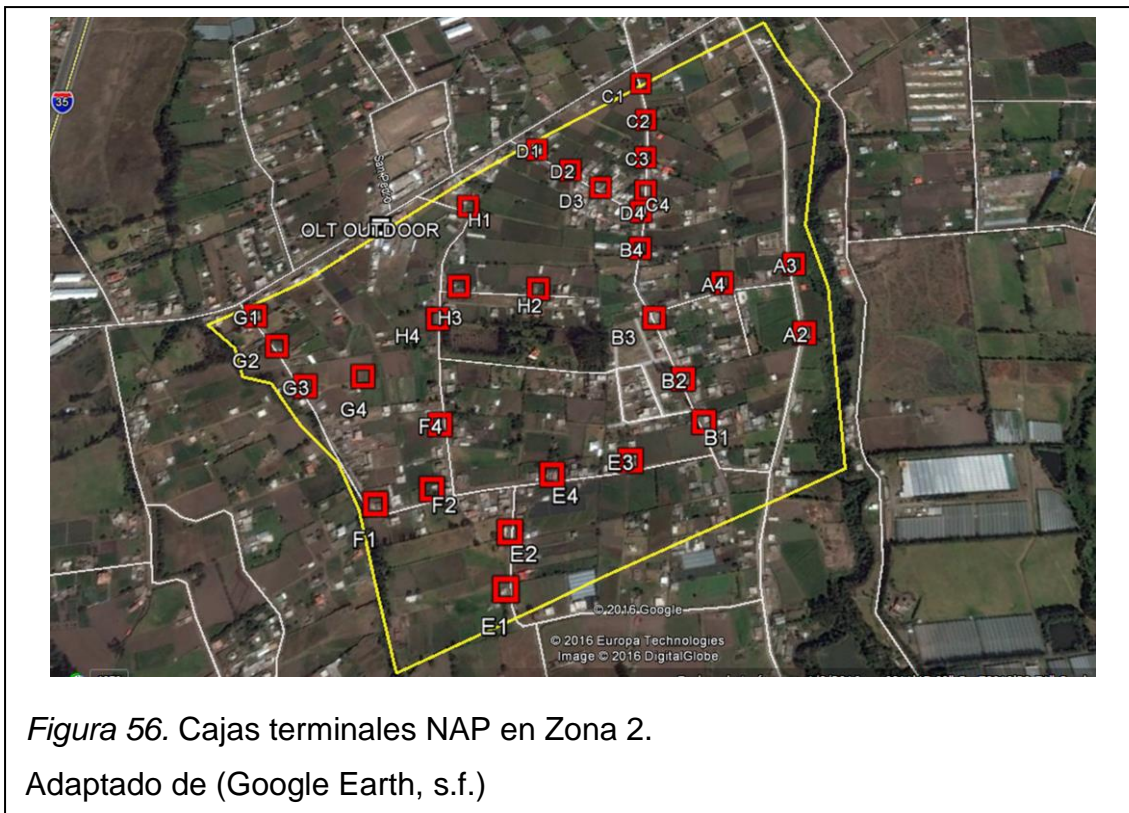 35
San Pedro
OLT OUTDOOR
C1
C2
C3
C4
D1
D2
D3
D4
H1
B4
A3
A4
A2
H2
H3
H4
B3
B2
B1
G1
G2
G3
G4
F4
F2
F1
E3
E4
E2
E1
© 2016 Google
© 2016 Europa Technologies
Image © 2016 DigitalGlobe
Figura 56. Cajas terminales NAP en Zona 2.
Adaptado de (Google Earth, s.f.)